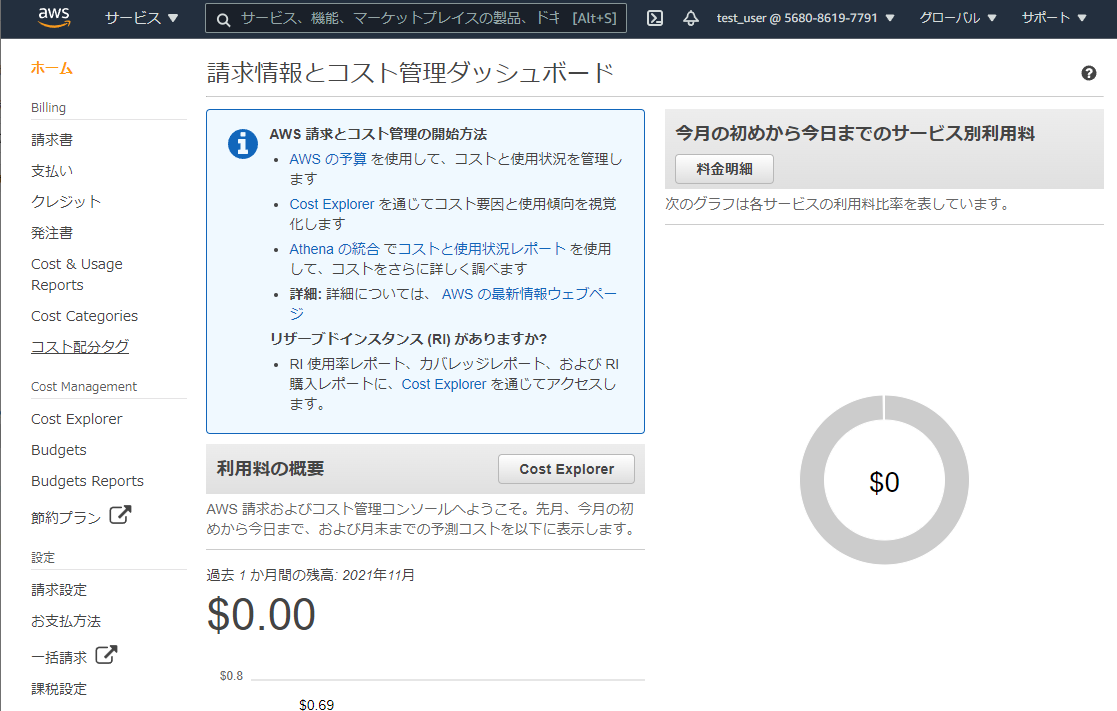 aws
サービス
サービス、機能、マーケットプレイスの製品、ドキ [Alt+S]
test_user @ 5680-8619-7791
グローバル
サポート
ホーム
Billing
請求書
支払い
クレジット
発注書
Cost & Usage
Reports
Cost Categories
コスト配分タグ
Cost Management
Cost Explorer
Budgets
Budgets Reports
節約プラン
設定
請求設定
お支払方法
一括請求
課税設定
請求情報とコスト管理ダッシュボード
AWS 請求とコスト管理の開始方法
• AWS の予算 を使用して、コストと使用状況を管理し
ます
• Cost Explorer を通じてコスト要因と使用傾向を視覚
化します
• Athena の統合 でコストと使用状況レポート を使用
して、コストをさらに詳しく調べます
• 詳細: 詳細については、 AWS の最新情報ウェブペー
ジ
リザーブドインスタンス (RI) がありますか?
• RI 使用率レポート、カバレッジレポート、および RI
購入レポートに、Cost Explorer を通じてアクセスし
ます。
利用料の概要
Cost Explorer
AWS 請求およびコスト管理コンソールへようこそ。先月、今月の初
めから今日まで、および月末までの予測コストを以下に表示します。
過去 1 か月間の残高: 2021年11月
$0.00
$0.8
$0.69
今月の初めから今日までのサービス別利用料
料金明細
次のグラフは各サービスの利用料比率を表しています。
$0